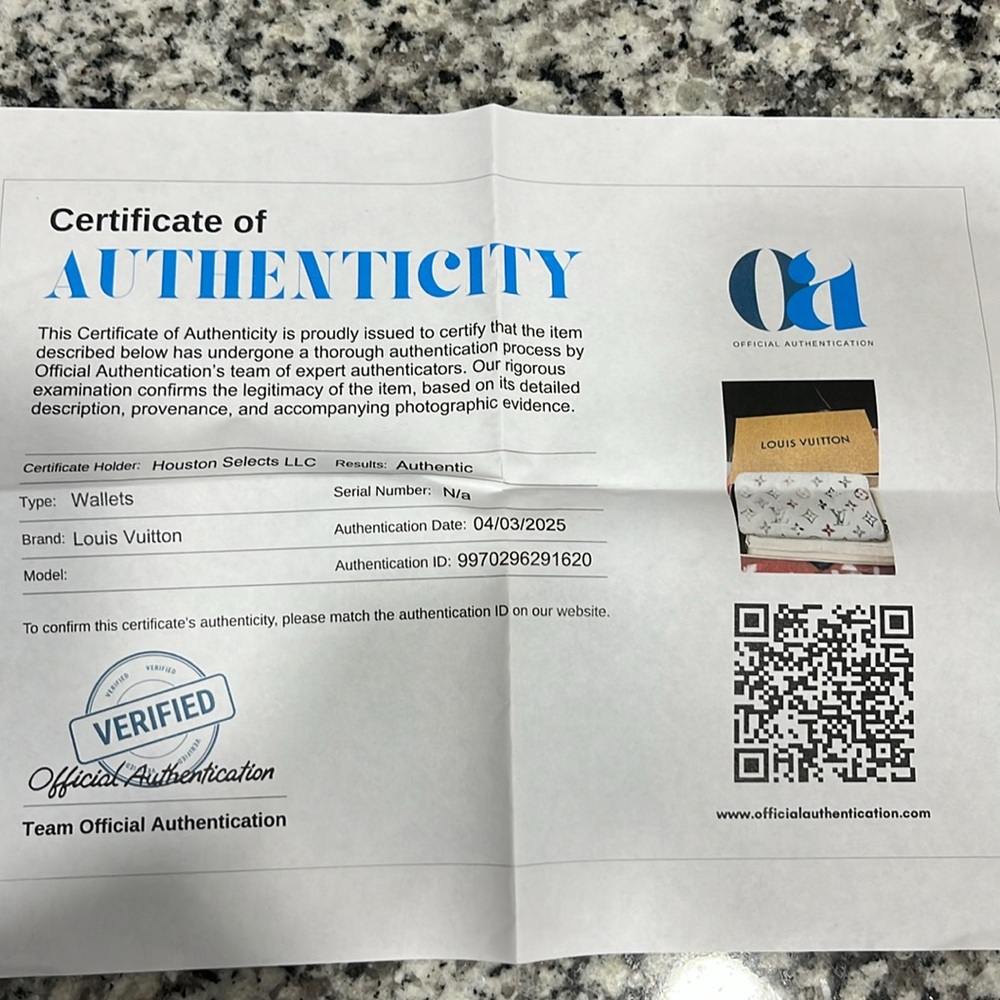 Certificate of
AUTHENTICITY
This Certificate of Authenticity is proudly issued to certify that the item
described below has undergone a thorough authentication process by
Official Authentication's team of expert authenticators. Our rigorous
examination confirms the legitimacy of the item, based on its detailed
description, provenance, and accompanying photographic evidence.
Certificate Holder: Houston Selects LLC Results: Authentic
Type: Wallets Serial Number: N/a
Brand: Louis Vuitton Authentication Date: 04/03/2025
Model: Authentication ID: 9970296291620
To confirm this certificate's authenticity, please match the authentication ID on our website.
VERIFIED VERIFIED
VERIFIED
VERIFIED VERIFIED
Official Authentication
Team Official Authentication
Oa
OFFICIAL AUTHENTICATION
LOUIS VUITTON
www.officialauthentication.com